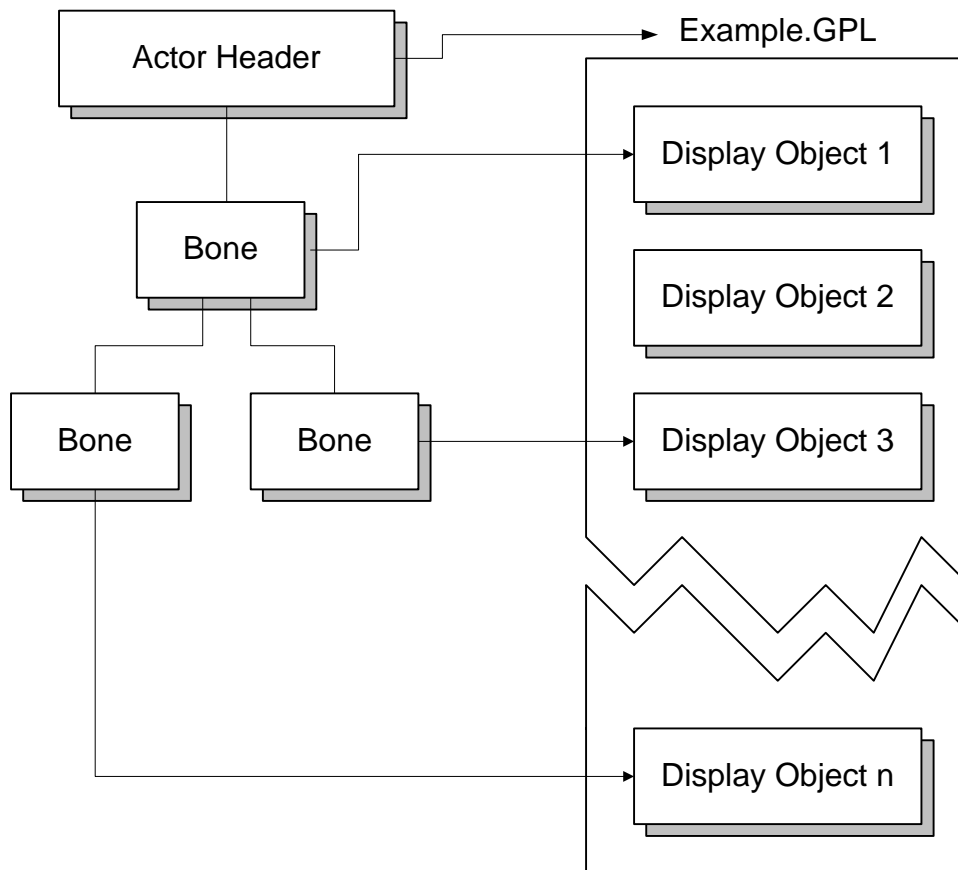 Actor Header
Example.GPL
Display Object 1
Bone
Display Object 2
Bone
Bone
Display Object 3
Display Object n